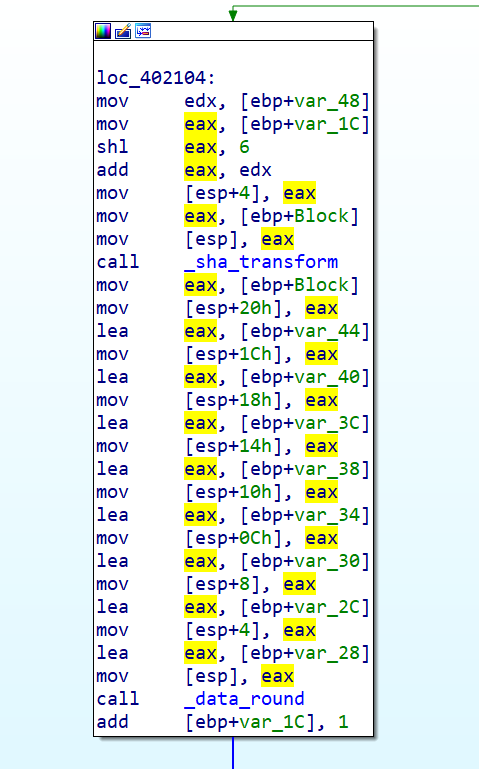 loc_402104:
mov edx, [ebp+var_48]
mov eax, [ebp+var_1C]
shl eax, 6
add eax, edx
mov [esp+4], eax
mov eax, [ebp+Block]
mov [esp], eax
call _sha_transform
mov eax, [ebp+Block]
mov [esp+20h], eax
lea eax, [ebp+var_44]
mov [esp+1Ch], eax
lea eax, [ebp+var_40]
mov [esp+18h], eax
lea eax, [ebp+var_3C]
mov [esp+14h], eax
lea eax, [ebp+var_38]
mov [esp+10h], eax
lea eax, [ebp+var_34]
mov [esp+0Ch], eax
lea eax, [ebp+var_30]
mov [esp+8], eax
lea eax, [ebp+var_2C]
mov [esp+4], eax
lea eax, [ebp+var_28]
mov [esp], eax
call _data_round
add [ebp+var_1C], 1